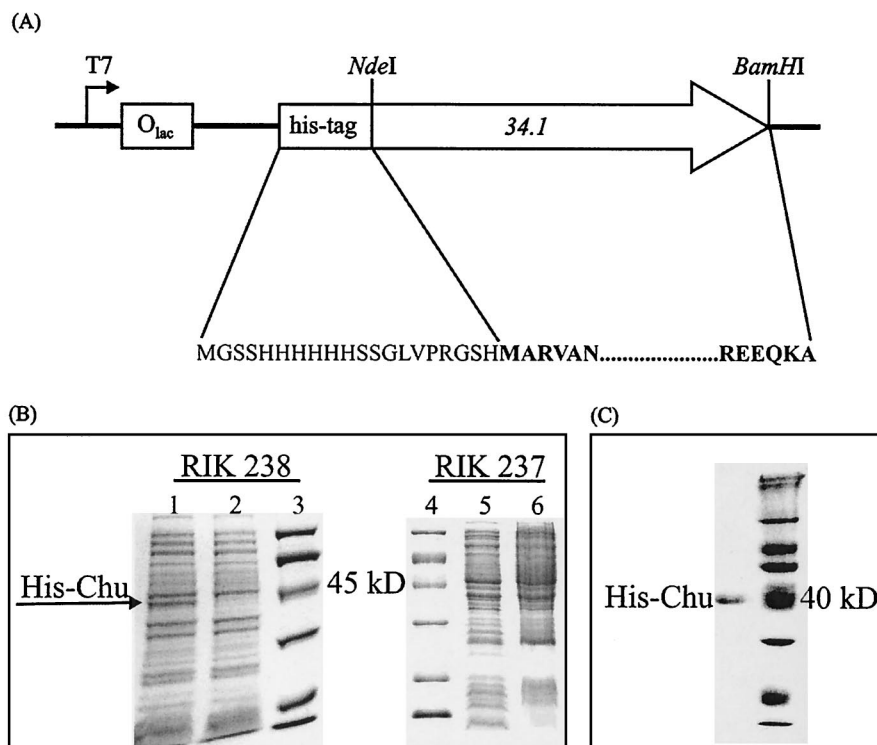 (A)
T7
NdeI
BamHI
Olac
his-tag
34.1
MGSSHHHHHHSSGLVPRGSHMARVAN......................REEQKA
(B)
RIK 238
RIK 237
1 2 3
4 5 6
His-Chu
45 kD
(C)
His-Chu
40 kD